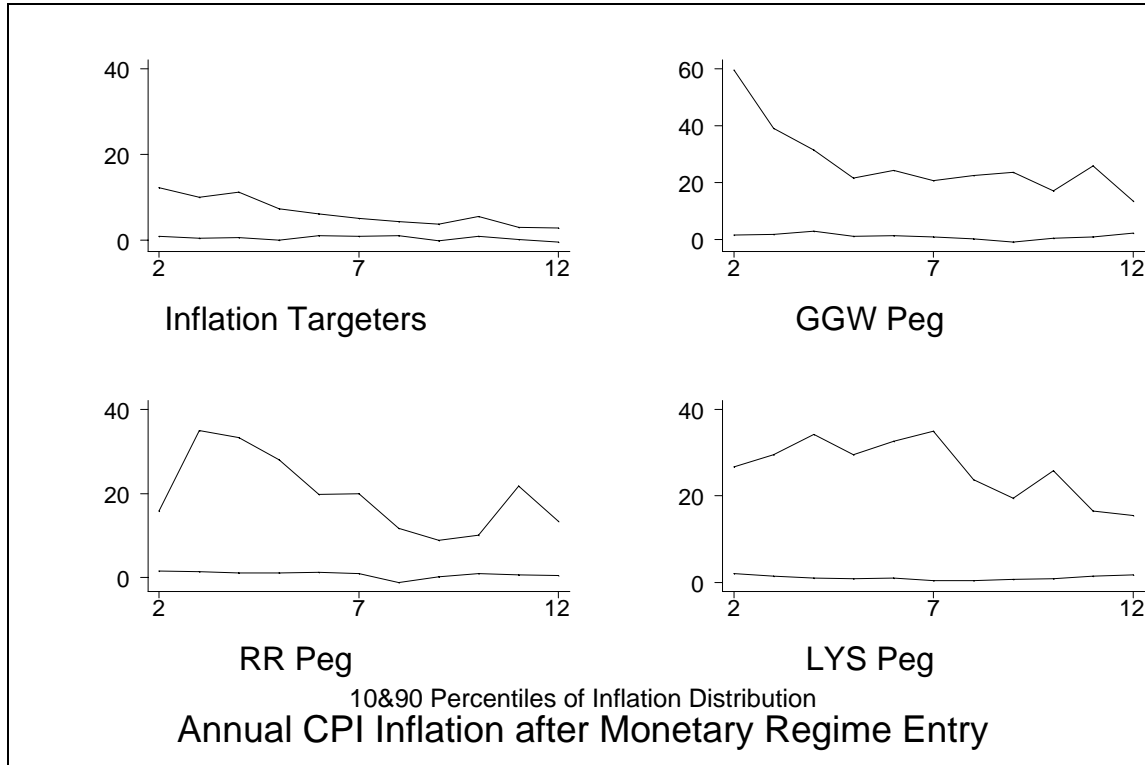 40
20
0
2 7 12
Inflation Targeters
60
40
20
0
2 7 12
GGW Peg
40
20
0
2 7 12
RR Peg
40
20
0
2 7 12
LYS Peg
10&90 Percentiles of Inflation Distribution
Annual CPI Inflation after Monetary Regime Entry